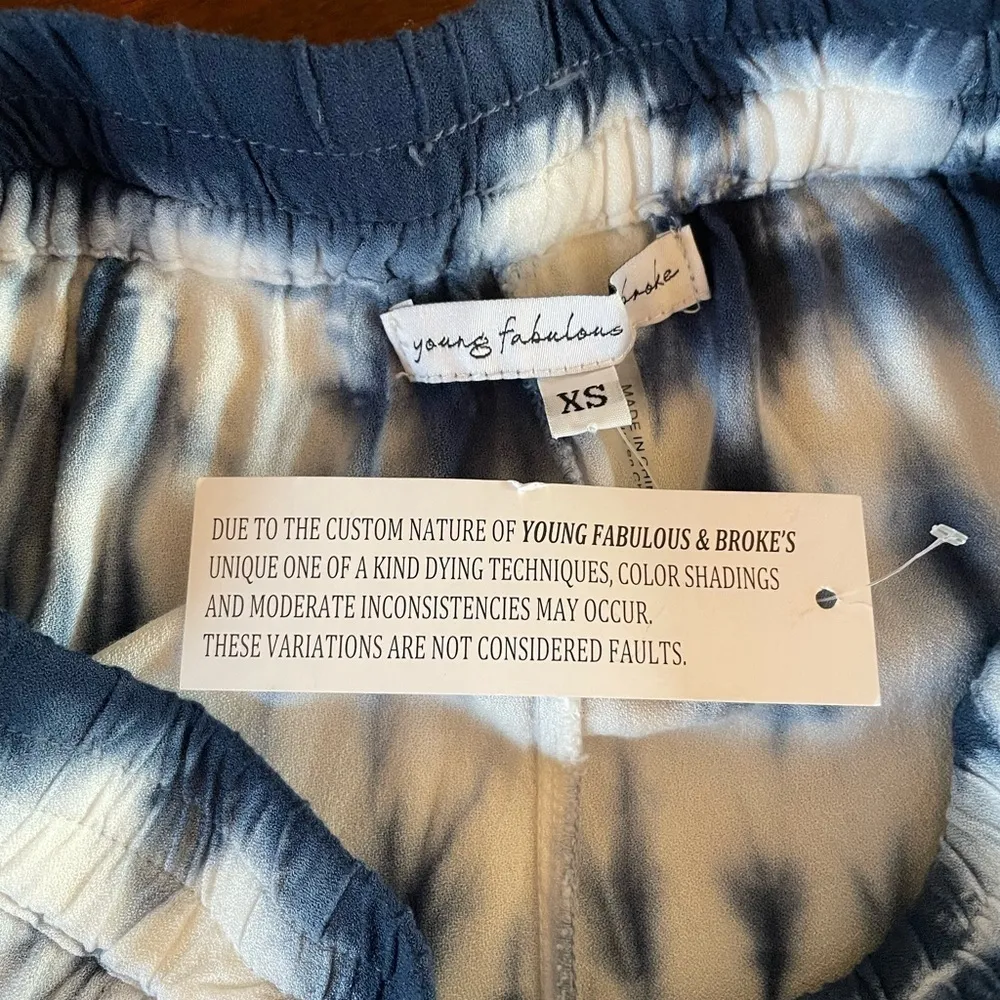 young fabulous
broke
XS
MADE IN
DUE TO THE CUSTOM NATURE OF YOUNG FABULOUS & BROKE'S
UNIQUE ONE OF A KIND DYING TECHNIQUES, COLOR SHADINGS
AND MODERATE INCONSISTENCIES MAY OCCUR.
THESE VARIATIONS ARE NOT CONSIDERED FAULTS.